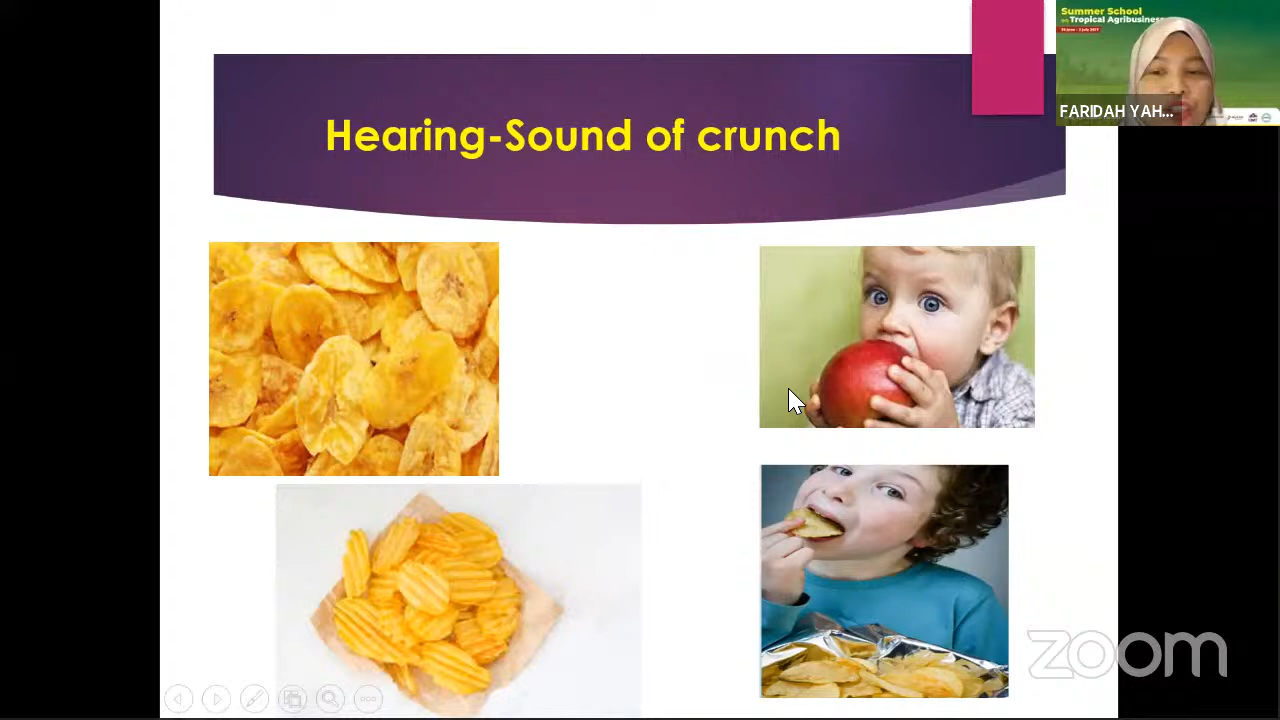 Hearing-Sound of crunch
Summer School
on Tropical Agribusiness
FARIDAH YAH...
zoom